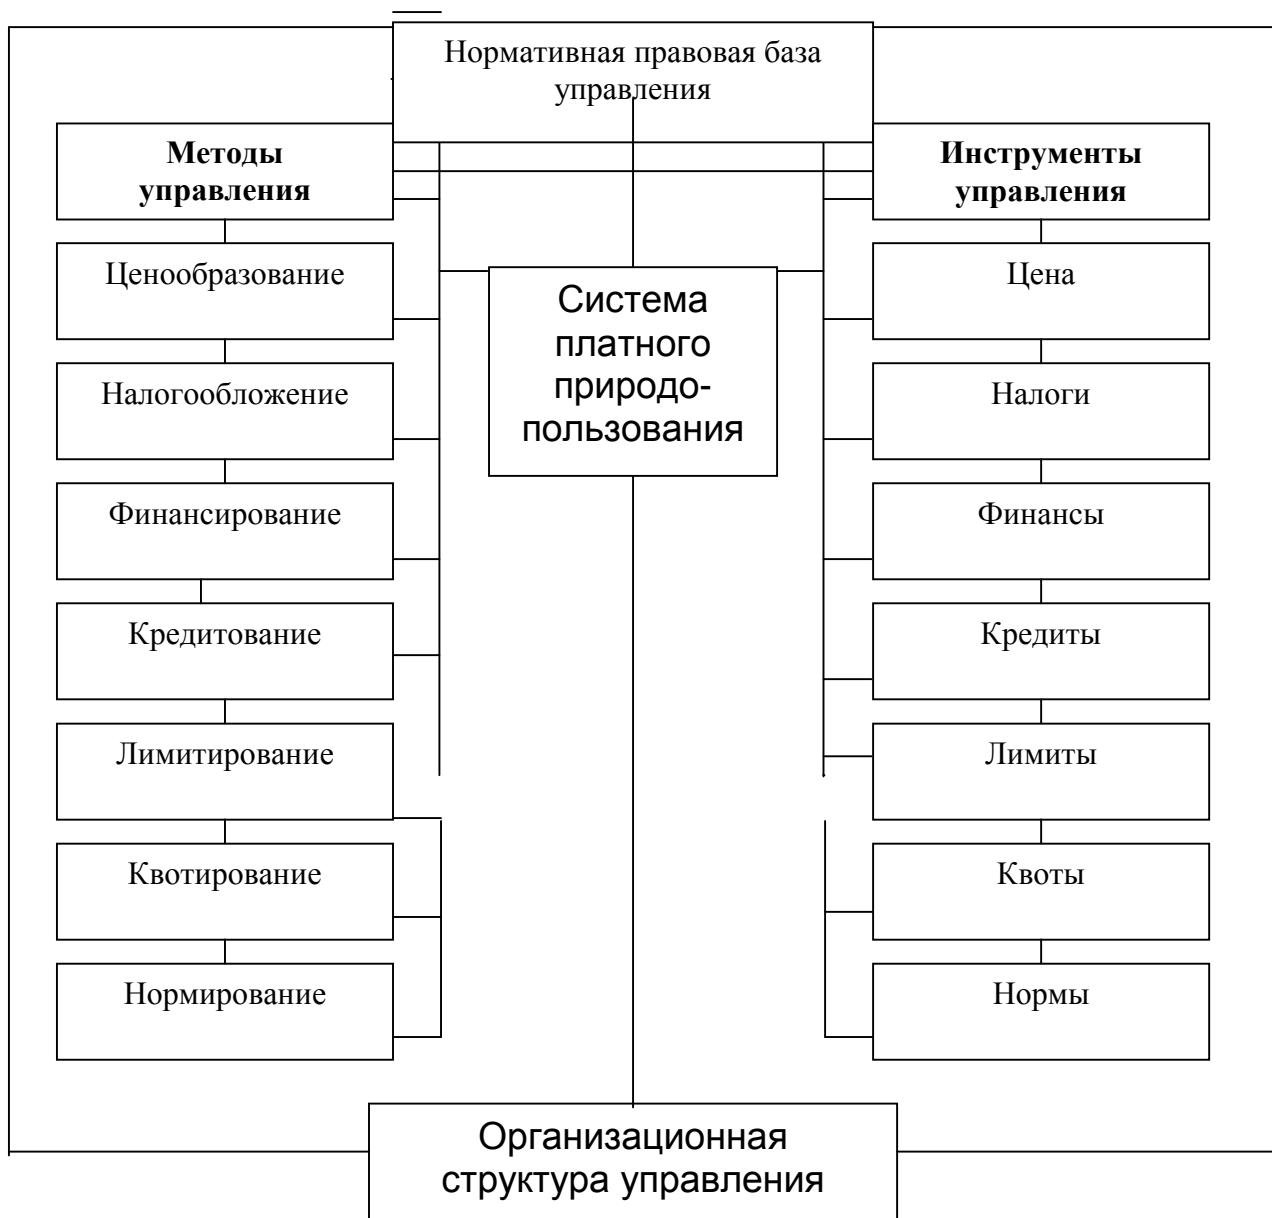 Нормативная правовая база
управления
Методы
управления
Инструменты
управления
Ценообразование
Цена
Система
платного
природо-
пользования
Налогообложение
Налоги
Финансирование
Финансы
Кредитование
Кредиты
Лимитирование
Лимиты
Квотирование
Квоты
Нормирование
Нормы
Организационная
структура управления